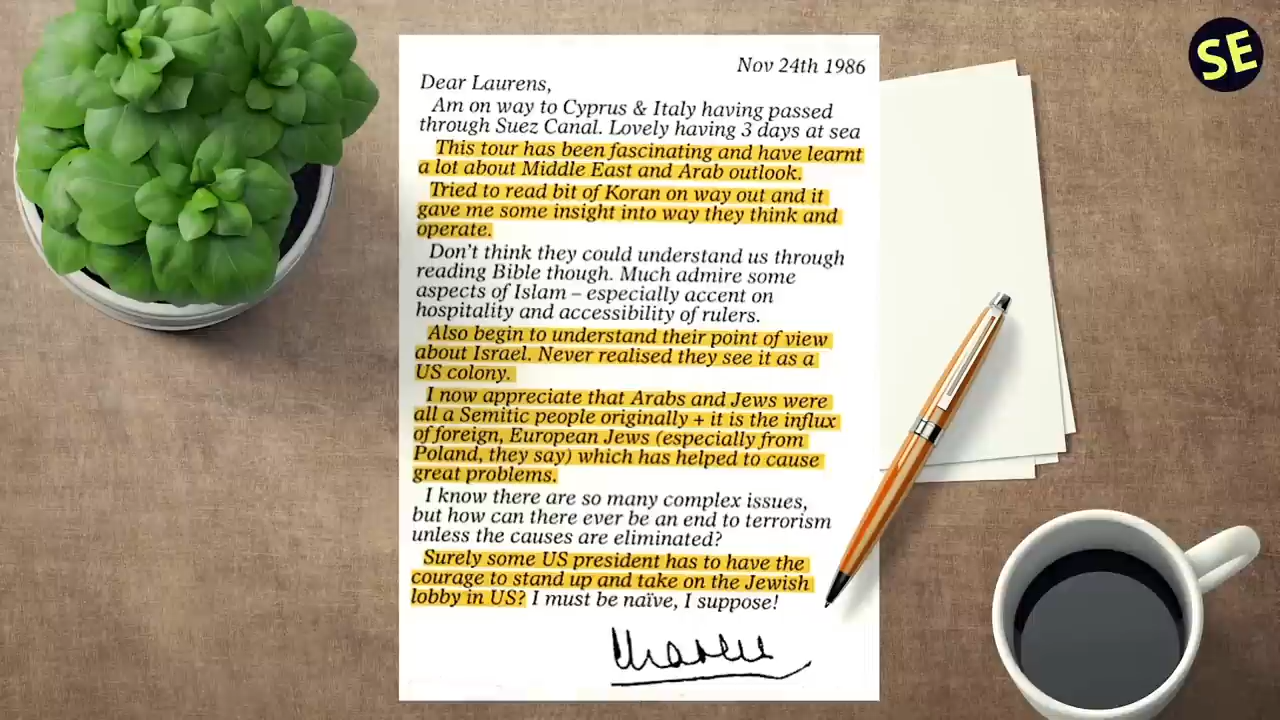 SE
Nov 24th 1986
Dear Laurens,
Am on way to Cyprus & Italy having passed
through Suez Canal. Lovely having 3 days at sea
This tour has been fascinating and have learnt
a lot about Middle East and Arab outlook.
Tried to read bit of Koran on way out and it
gave me some insight into way they think and
operate.
Don't think they could understand us through
reading Bible though. Much admire some
aspects of Islam – especially accent on
hospitality and accessibility of rulers.
Also begin to understand their point of view
about Israel. Never realised they see it as a
US colony.
I now appreciate that Arabs and Jews were
all a Semitic people originally + it is the influx
of foreign, European Jews (especially from
Poland, they say) which has helped to cause
great problems.
I know there are so many complex issues,
but how can there ever be an end to terrorism
unless the causes are eliminated?
Surely some US president has to have the
courage to stand up and take on the Jewish
lobby in US? I must be naïve, I suppose!